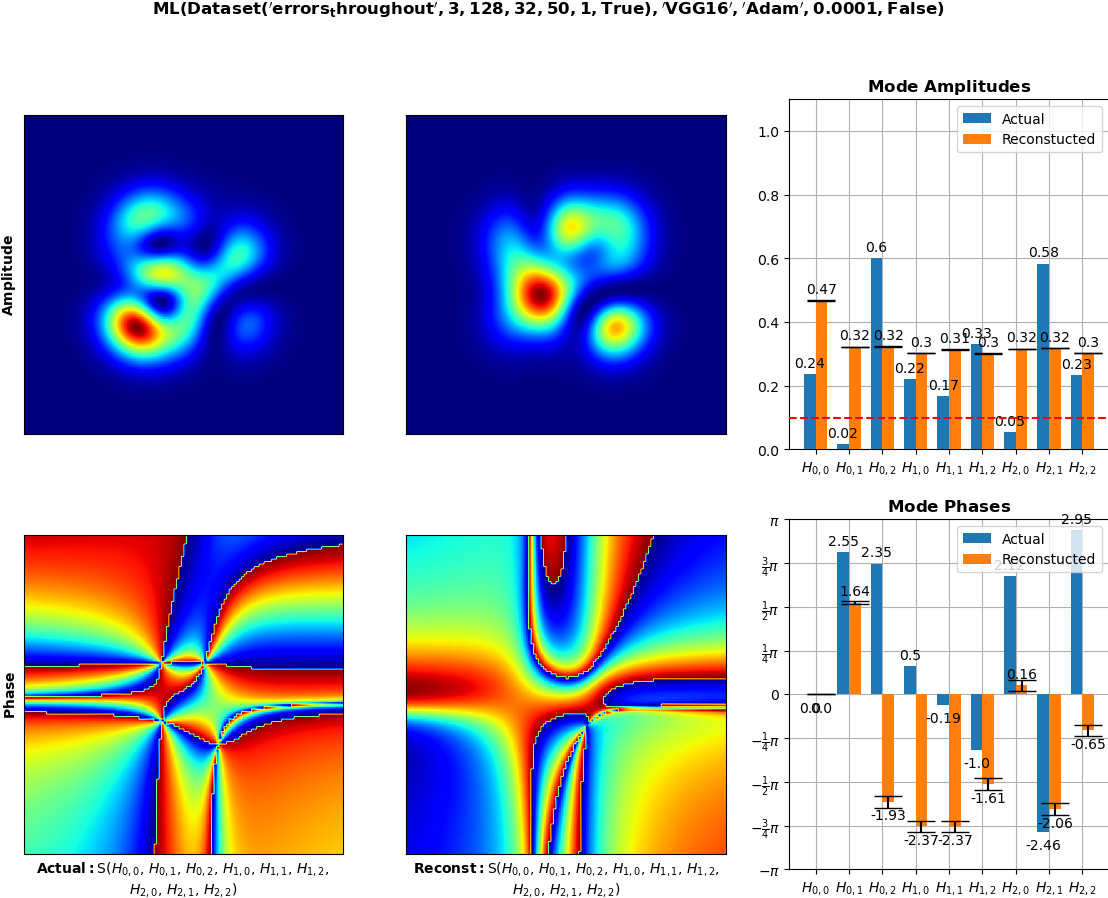 ML(Dataset('errors_throughout', 3, 128, 32, 50, 1, True), 'VGG16', 'Adam', 0.0001, False)
Amplitude
Mode Amplitudes
Actual
Reconstucted
1.0
0.8
0.6
0.4
0.2
0.0
0.24
0.47
0.02
0.32
0.6
0.32
0.22
0.3
0.17
0.31
0.33
0.3
0.05
0.32
0.58
0.32
0.23
0.3
H0,0 H0,1 H0,2 H1,0 H1,1 H1,2 H2,0 H2,1 H2,2
Phase
Mode Phases
Actual
Reconstucted
π
3/4π
1/2π
1/4π
0
−1/4π
−1/2π
−3/4π
−π
0.0
0.0
2.55
1.64
2.35
-1.93
0.5
-2.37
-0.19
-2.37
-1.0
-1.61
0.16
-2.46
-2.06
2.95
-0.65
H0,0 H0,1 H0,2 H1,0 H1,1 H1,2 H2,0 H2,1 H2,2
Actual: S(H0,0, H0,1, H0,2, H1,0, H1,1, H1,2,
H2,0, H2,1, H2,2)
Reconst: S(H0,0, H0,1, H0,2, H1,0, H1,1, H1,2,
H2,0, H2,1, H2,2)